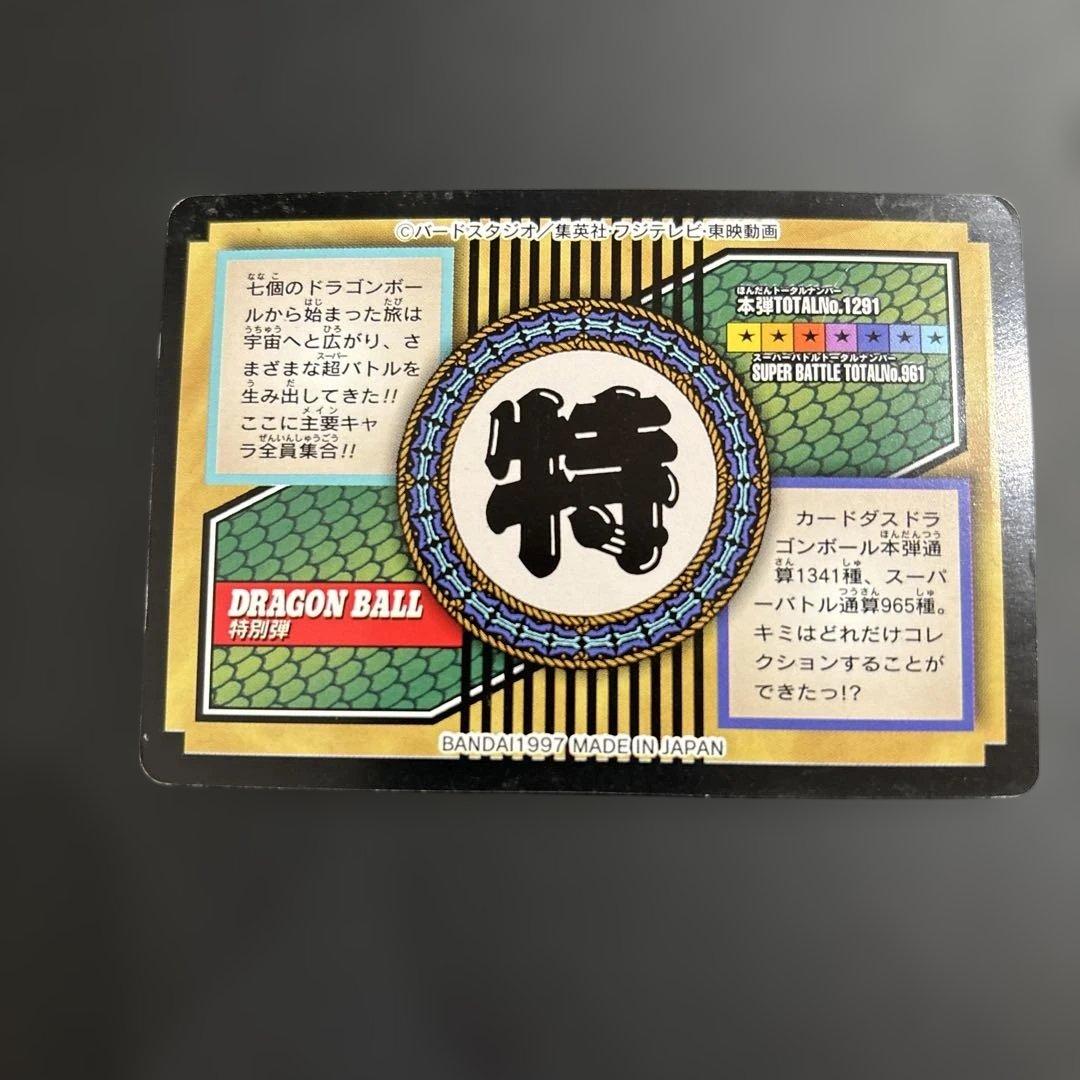 ©バードスタジオ／集英社・フジテレビ・東映動画
七個のドラゴンボー
ルから始まった旅は
宇宙へと広がり、さ
まざまな超バトルを
生み出してきた!!
ここに主要キャ
ラ全員集合!!
ほんだんトータルナンバー
本弾TOTALNo.1291
スーパーバトルトータルナンバー
SUPER BATTLE TOTALNo.961
特
DRAGON BALL
特別弾
カードダスドラ
ゴンボール本弾通
算1341種、スーパ
ーバトル通算965種。
キミはどれだけコレ
クションすることが
できたっ!?
BANDAI1997 MADE IN JAPAN